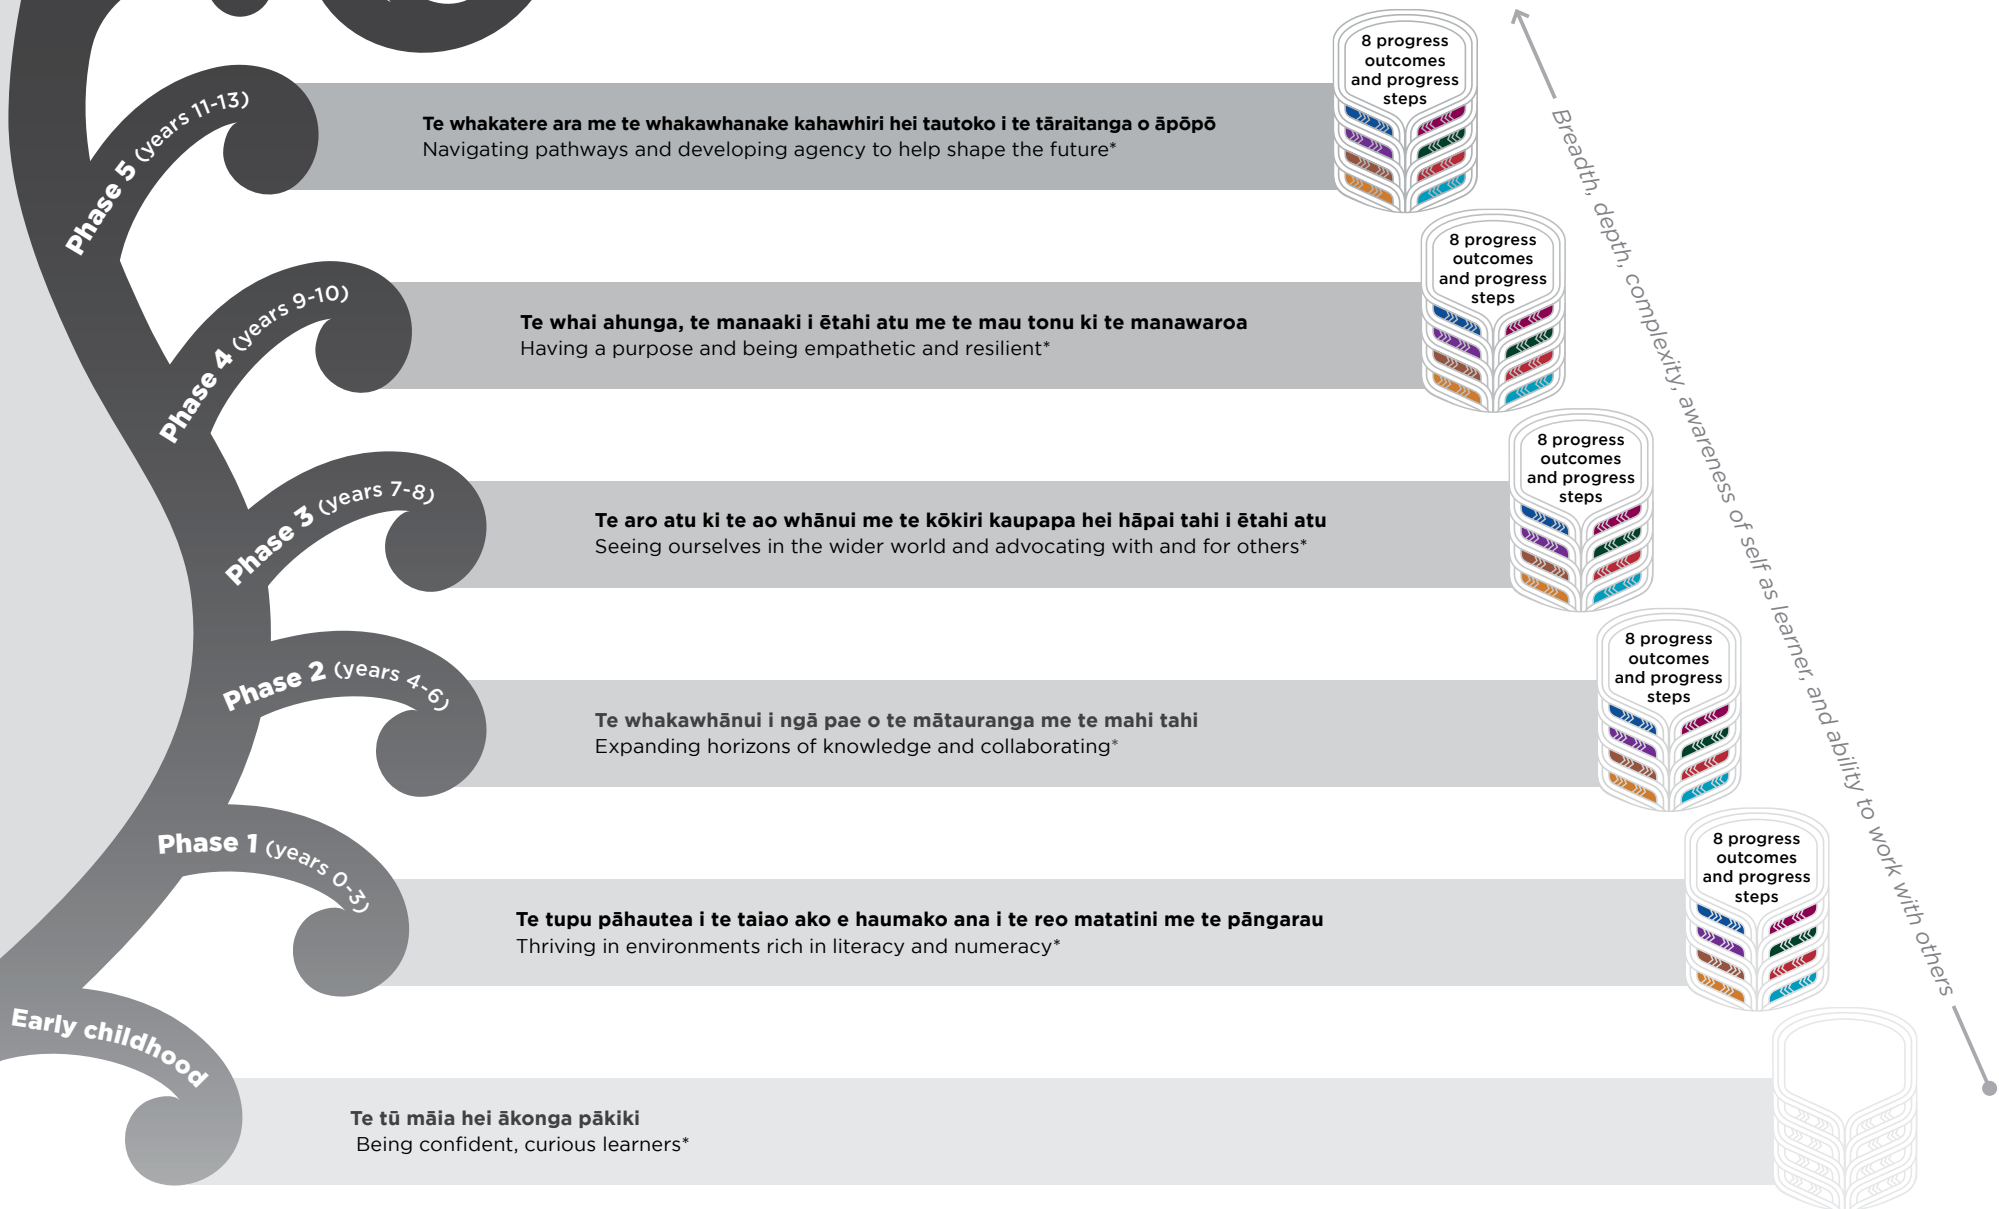 8 progress
outcomes
and progress
steps
Phase 5 (years 11-13)
Te whakatere ara me te whakawhanake kahawhiri hei tautoko i te tāraitanga o āpōpō
Navigating pathways and developing agency to help shape the future*
Breadth, depth, complexity, awareness of self as learner, and ability to work with others
8 progress
outcomes
and progress
steps
Phase 4 (years 9-10)
Te whai ahunga, te manaaki i ētahi atu me te mau tonu ki te manawaroa
Having a purpose and being empathetic and resilient*
8 progress
outcomes
and progress
steps
Phase 3 (years 7-8)
Te aro atu ki te ao whānui me te kōkiri kaupapa hei hāpai tahi i ētahi atu
Seeing ourselves in the wider world and advocating with and for others*
8 progress
outcomes
and progress
steps
Phase 2 (years 4-6)
Te whakawhānui i ngā pae o te mātauranga me te mahi tahi
Expanding horizons of knowledge and collaborating*
8 progress
outcomes
and progress
steps
Phase 1 (years 0-3)
Te tupu pāhautea i te taiao ako e haumako ana i te reo matatini me te pāngarau
Thriving in environments rich in literacy and numeracy*
Early childhood
Te tū māia hei ākonga pākiki
Being confident, curious learners*